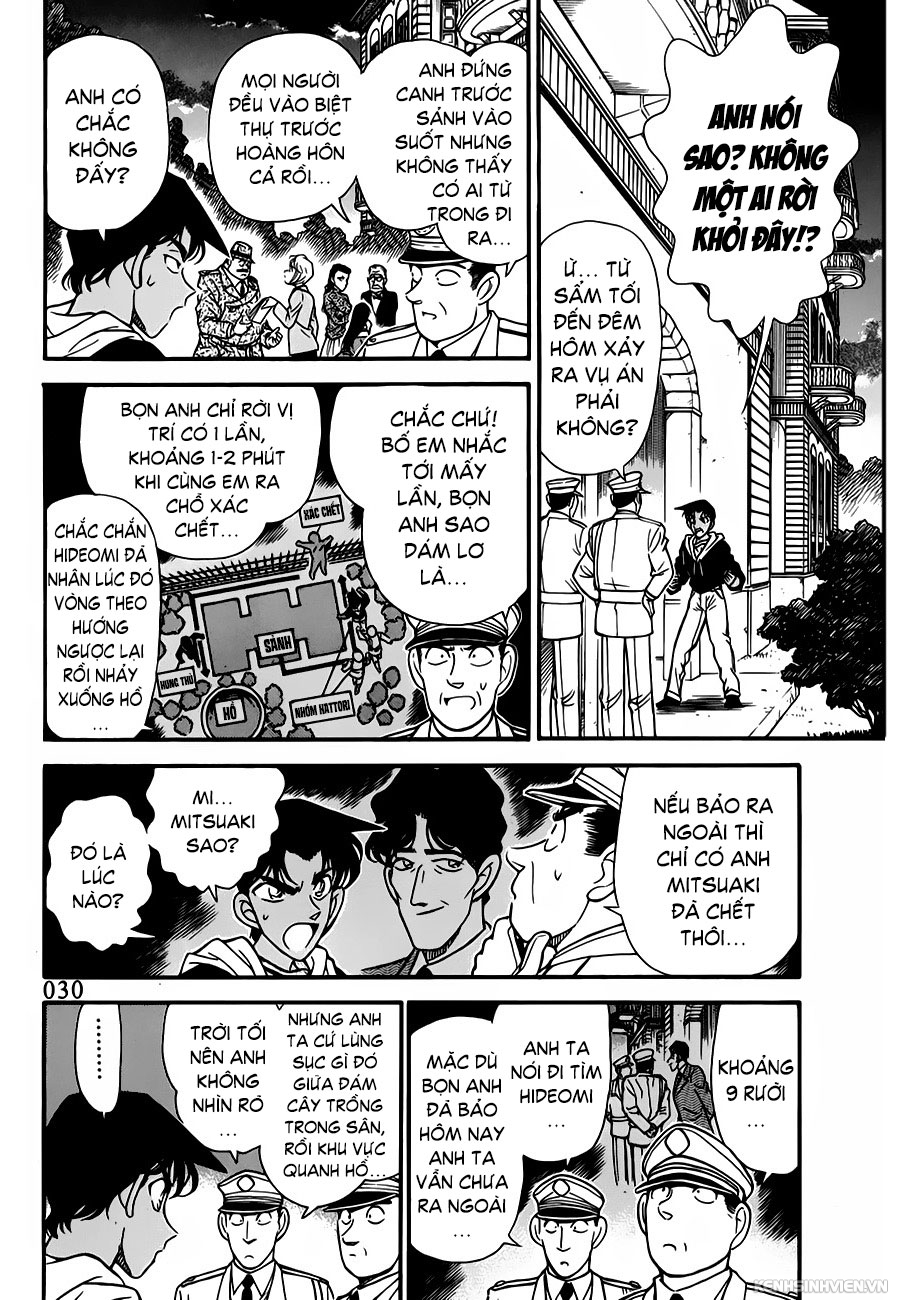 ANH NÓI
SAO? KHÔNG
MỘT AI RỜI
KHỎI ĐÂY!?
Ừ... TỪ
SẨM TỐI
ĐẾN ĐÊM
HÔM XẢY
RA VỤ ÁN
PHẢI
KHÔNG?
ANH ĐỨNG
CANH TRƯỚC
SẢNH VÀO
SUỐT NHƯNG
KHÔNG THẤY
CÓ AI TỪ
TRONG ĐI
RA...
MỌI NGƯỜI
ĐỀU VÀO BIỆT
THỰ TRƯỚC
HOÀNG HÔN
CẢ RỒI...
ANH CÓ
CHẮC
KHÔNG
ĐẤY?
CHẮC CHỨ!
BỐ EM NHẮC
TỚI MẤY
LẦN, BỌN
ANH SAO
DÁM LƠ
LÀ...
BỌN ANH CHỈ RỜI VỊ
TRÍ CÓ 1 LẦN,
KHOẢNG 1-2 PHÚT
KHI CÙNG EM RA
CHỖ XÁC
CHẾT...
XÁC CHẾT
SẢNH
HUNG THỦ
HỒ
NHÓM HATTORI
CHẮC CHẮN
HIDEOMI ĐÃ
NHÂN LÚC ĐÓ
VÒNG THEO
HƯỚNG
NGƯỢC LẠI
RỒI NHẢY
XUỐNG HỒ
...
NẾU BẢO RA
NGOÀI THÌ
CHỈ CÓ ANH
MITSUAKI
ĐÃ CHẾT
THÔI...
MI...
MITSUAKI
SAO?
ĐÓ LÀ
LÚC
NÀO?
030
KHOẢNG
9 RƯỠI
...
ANH TA
NÓI ĐI TÌM
HIDEOMI
...
MẶC DÙ
BỌN ANH
ĐÃ BẢO
HÔM NAY
ANH TA
VẪN CHƯA
RA NGOÀI
...
NHƯNG ANH
TA CỨ LÙNG
SỤC GÌ ĐÓ
GIỮA ĐÁM
CÂY TRỒNG
TRONG SÂN,
RỒI KHU VỰC
QUANH HỒ...
TRỜI TỐI
NÊN ANH
KHÔNG
NHÌN RÕ
...
......
KENHSINHVIEN.VN